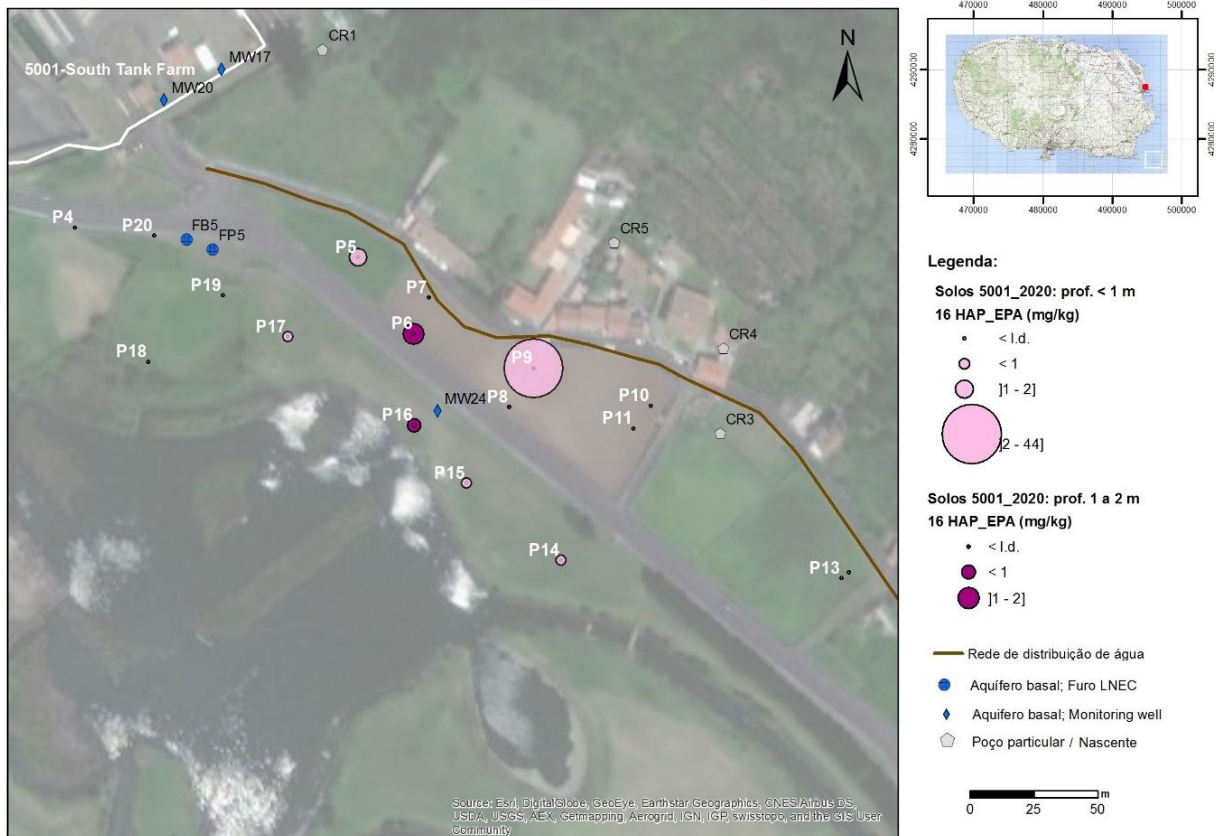 5001-South Tank Farm
MW17
MW20
CR1
N
P4
P20
FB5
FP5
P5
CR5
P19
P7
P17
P6
CR4
P18
P9
P8
P10
P11
MW24
P16
CR3
P15
P14
P13
Source: Esri, DigitalGlobe, GeoEye, Earthstar Geographics, CNES/Airbus DS,
USDA, USGS, AEX, Getmapping, Aerogrid, IGN, IGP, swisstopo, and the GIS User
Community
470000 480000 490000 500000
4290000 4290000
4280000 4280000
470000 480000 490000 500000
Legenda:
Solos 5001_2020: prof. < 1 m
16 HAP_EPA (mg/kg)
< l.d.
< 1
]1 - 2]
]2 - 44]
Solos 5001_2020: prof. 1 a 2 m
16 HAP_EPA (mg/kg)
< l.d.
< 1
]1 - 2]
Rede de distribuição de água
Aquífero basal; Furo LNEC
Aquifero basal; Monitoring well
Poço particular / Nascente
m
0 25 50